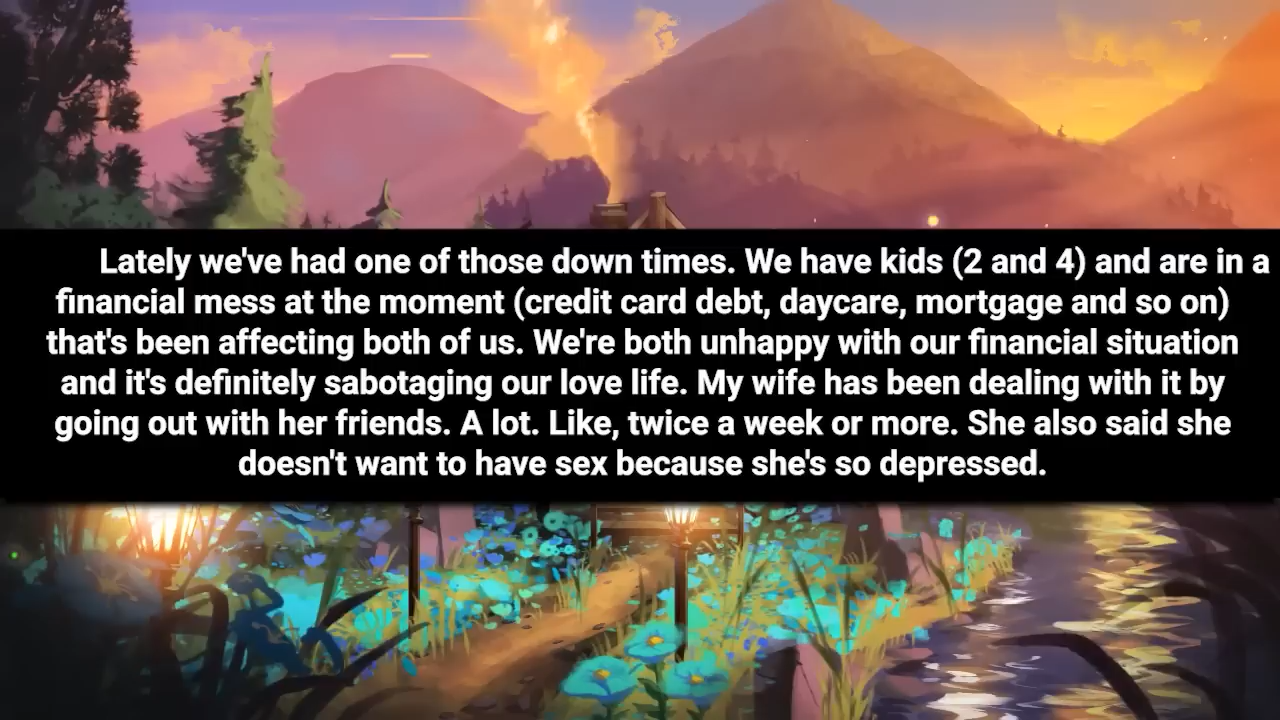 Lately we've had one of those down times. We have kids (2 and 4) and are in a
financial mess at the moment (credit card debt, daycare, mortgage and so on)
that's been affecting both of us. We're both unhappy with our financial situation
and it's definitely sabotaging our love life. My wife has been dealing with it by
going out with her friends. A lot. Like, twice a week or more. She also said she
doesn't want to have sex because she's so depressed.